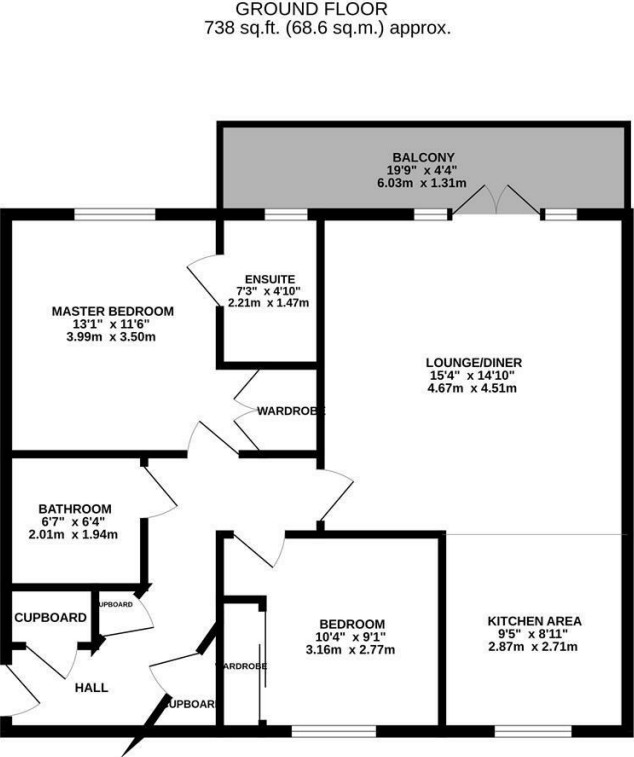 GROUND FLOOR
738 sq.ft. (68.6 sq.m.) approx.
BALCONY
19'9" x 4'4"
6.03m x 1.31m
ENSUITE
7'3" x 4'10"
2.21m x 1.47m
MASTER BEDROOM
13'1" x 11'6"
3.99m x 3.50m
LOUNGE/DINER
15'4" x 14'10"
4.67m x 4.51m
WARDROBE
BATHROOM
6'7" x 6'4"
2.01m x 1.94m
CUPBOARD
CUPBOARD
BEDROOM
10'4" x 9'1"
3.16m x 2.77m
KITCHEN AREA
9'5" x 8'11"
2.87m x 2.71m
WARDROBE
HALL
CUPBOARD